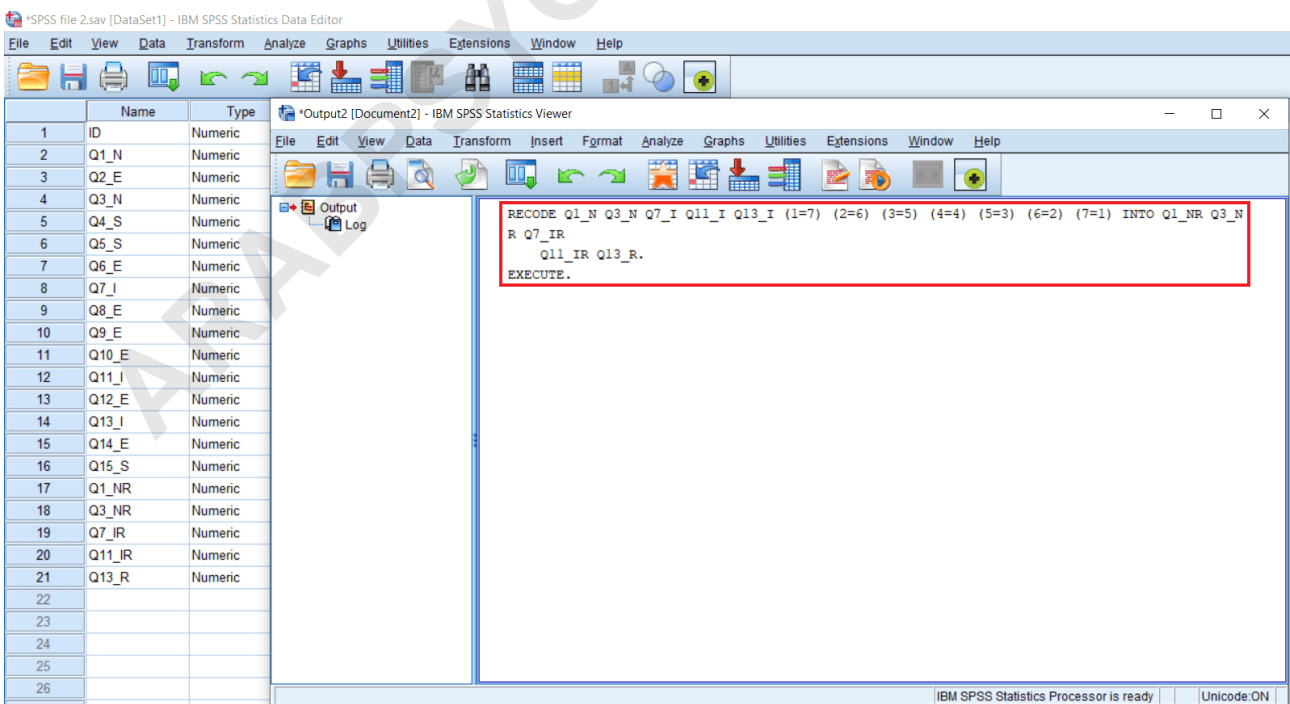 *SPSS file 2.sav [DataSet1] - IBM SPSS Statistics Data Editor
File Edit View Data Transform Analyze Graphs Utilities Extensions Window Help
Name Type
1 ID Numeric
2 Q1_N Numeric
3 Q2_E Numeric
4 Q3_N Numeric
5 Q4_S Numeric
6 Q5_S Numeric
7 Q6_E Numeric
8 Q7_I Numeric
9 Q8_E Numeric
10 Q9_E Numeric
11 Q10_E Numeric
12 Q11_I Numeric
13 Q12_E Numeric
14 Q13_I Numeric
15 Q14_E Numeric
16 Q15_S Numeric
17 Q1_NR Numeric
18 Q3_NR Numeric
19 Q7_IR Numeric
20 Q11_IR Numeric
21 Q13_R Numeric
22
23
24
25
26
*Output2 [Document2] - IBM SPSS Statistics Viewer
File Edit View Data Transform Insert Format Analyze Graphs Utilities Extensions Window Help
Output
Log
RECODE Q1_N Q3_N Q7_I Q11_I Q13_I (1=7) (2=6) (3=5) (4=4) (5=3) (6=2) (7=1) INTO Q1_NR Q3_N
R Q7_IR
Q11_IR Q13_R.
EXECUTE.
IBM SPSS Statistics Processor is ready Unicode:ON